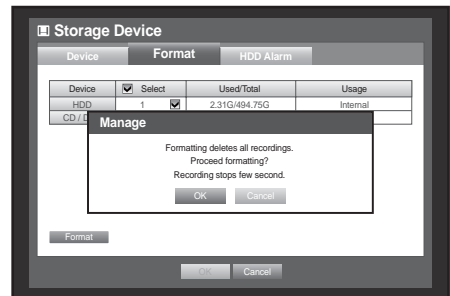 Storage Device
Device Format HDD Alarm
Device Select Used/Total Usage
HDD 1 2.31G/494.75G Internal
CD /
Manage
Formatting deletes all recordings.
Proceed formatting?
Recording stops few second.
OK Cancel
Format
OK Cancel